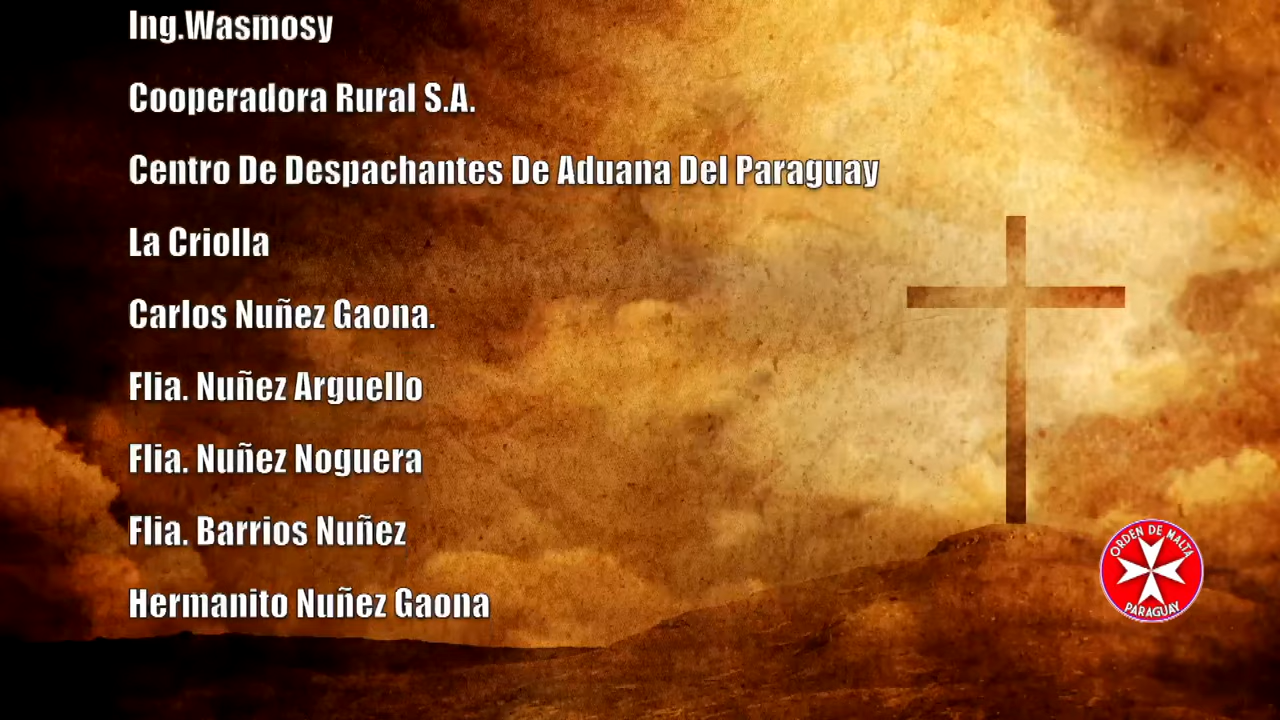 Ing.Wasmosy
Cooperadora Rural S.A.
Centro De Despachantes De Aduana Del Paraguay
La Criolla
Carlos Nuñez Gaona.
Flia. Nuñez Arguello
Flia. Nuñez Noguera
Flia. Barrios Nuñez
Hermanito Nuñez Gaona
ORDEN DE MALTA
PARAGUAY